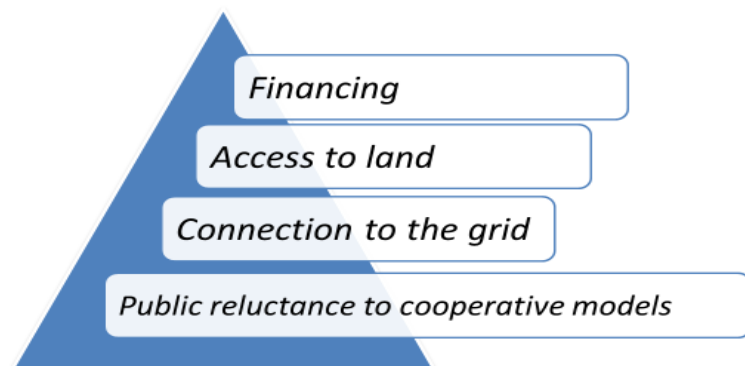 Financing
Access to land
Connection to the grid
Public reluctance to cooperative models